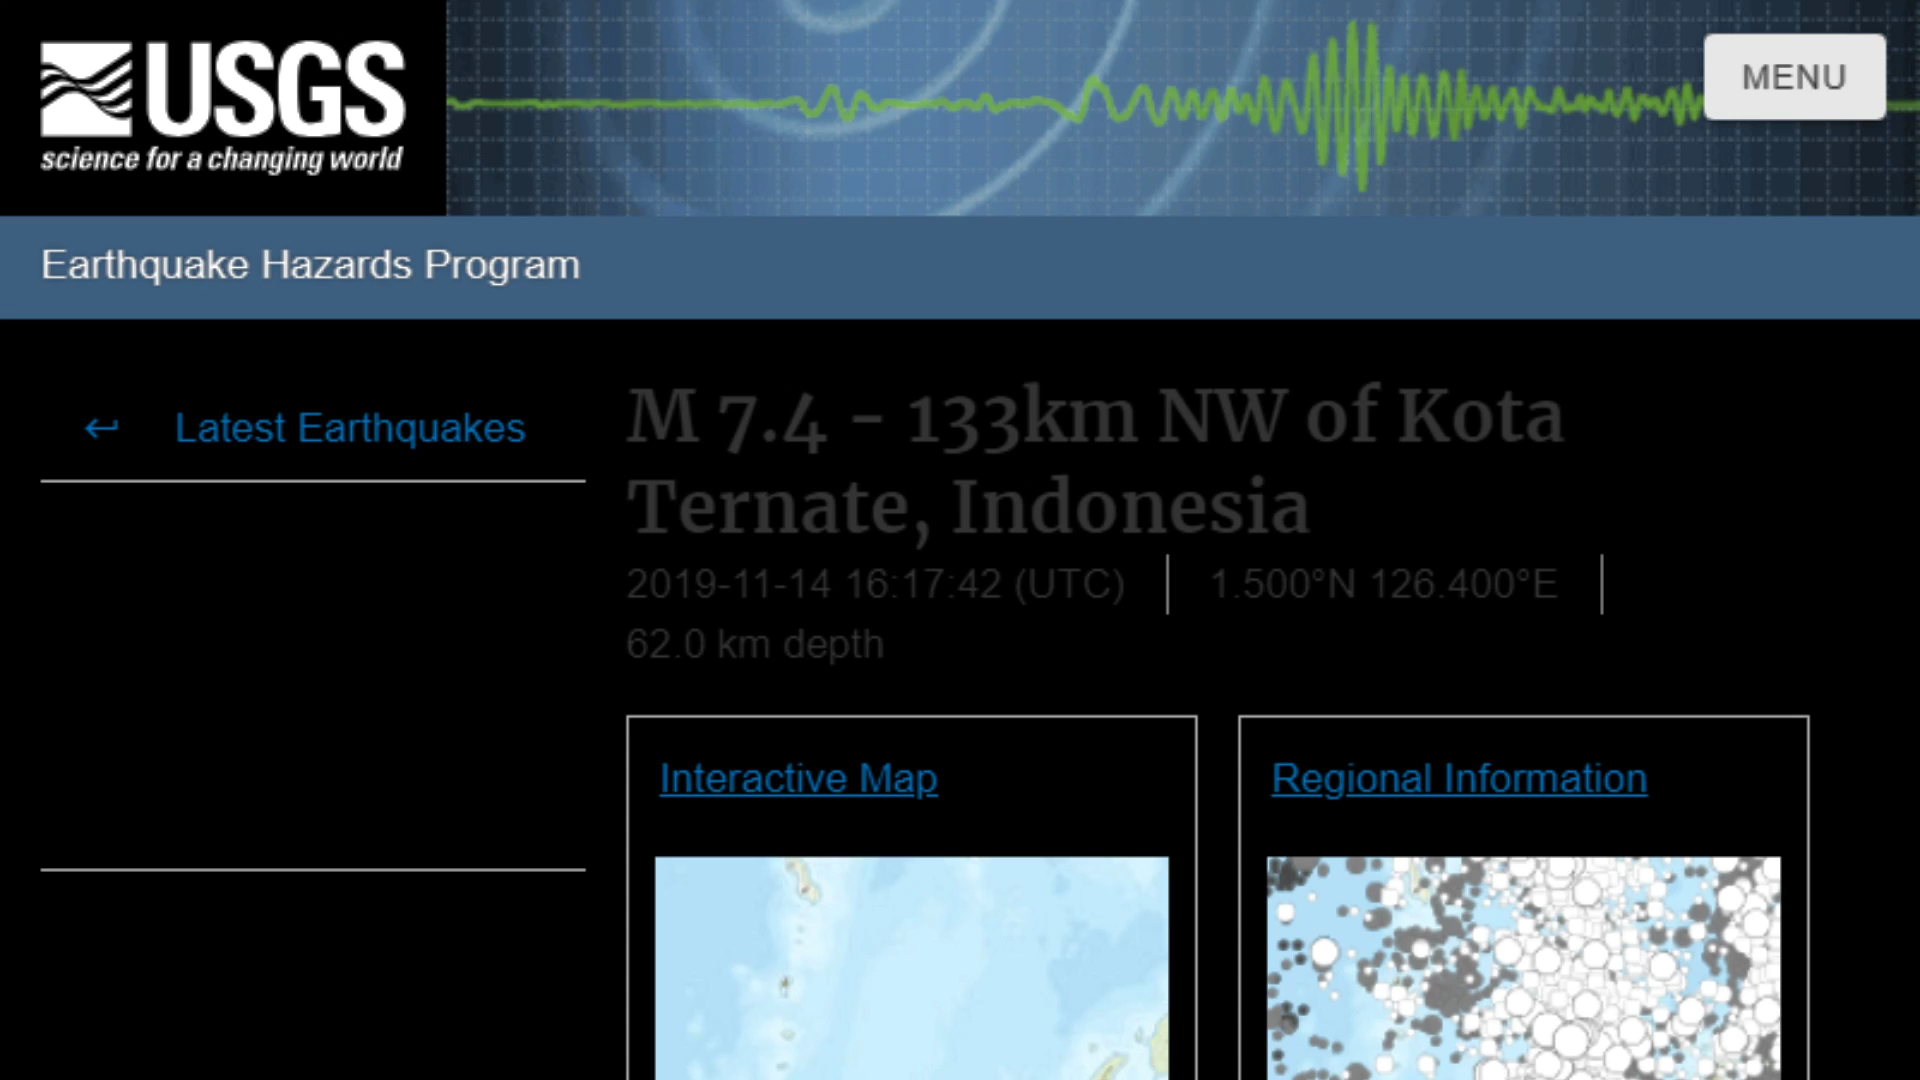 USGS
science for a changing world
MENU
Earthquake Hazards Program
↩ Latest Earthquakes
M 7.4 - 133km NW of Kota
Ternate, Indonesia
2019-11-14 16:17:42 (UTC) | 1.500°N 126.400°E |
62.0 km depth
Interactive Map
Regional Information